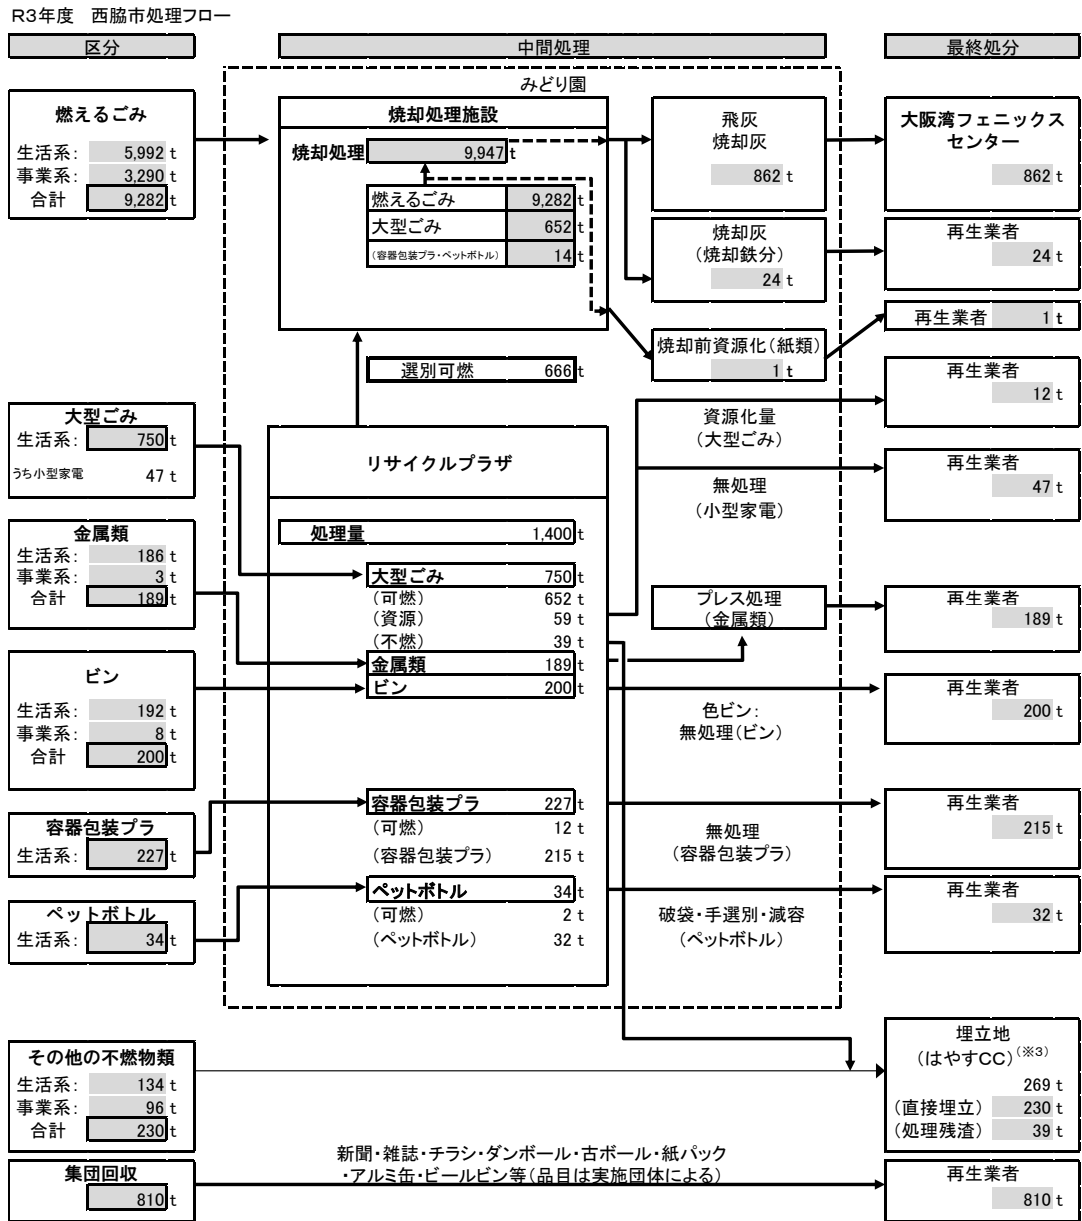 R3年度　西脇市処理フロー
区分
中間処理
最終処分
みどり園
燃えるごみ
生活系： 5,992 t
事業系： 3,290 t
合計 9,282 t
焼却処理施設
焼却処理 9,947 t
燃えるごみ 9,282 t
大型ごみ 652 t
（容器包装プラ・ペットボトル） 14 t
飛灰
焼却灰
862 t
大阪湾フェニックス
センター
862 t
焼却灰
（焼却鉄分）
24 t
再生業者
24 t
焼却前資源化（紙類）
1 t
再生業者 1 t
選別可燃 666 t
大型ごみ
生活系： 750 t
うち小型家電 47 t
リサイクルプラザ
処理量 1,400 t
資源化量
（大型ごみ）
再生業者
12 t
無処理
（小型家電）
再生業者
47 t
金属類
生活系： 186 t
事業系： 3 t
合計 189 t
大型ごみ 750 t
（可燃） 652 t
（資源） 59 t
（不燃） 39 t
金属類 189 t
ビン 200 t
プレス処理
（金属類）
再生業者
189 t
ビン
生活系： 192 t
事業系： 8 t
合計 200 t
色ビン：
無処理（ビン）
再生業者
200 t
容器包装プラ
生活系： 227 t
容器包装プラ 227 t
（可燃） 12 t
（容器包装プラ） 215 t
無処理
（容器包装プラ）
再生業者
215 t
ペットボトル
生活系： 34 t
ペットボトル 34 t
（可燃） 2 t
（ペットボトル） 32 t
破袋・手選別・減容
（ペットボトル）
再生業者
32 t
その他の不燃物類
生活系： 134 t
事業系： 96 t
合計 230 t
埋立地
（はやすCC）（※3）
269 t
（直接埋立） 230 t
（処理残渣） 39 t
集団回収
810 t
新聞・雑誌・チラシ・ダンボール・古ボール・紙パック
・アルミ缶・ビールビン等（品目は実施団体による）
再生業者
810 t